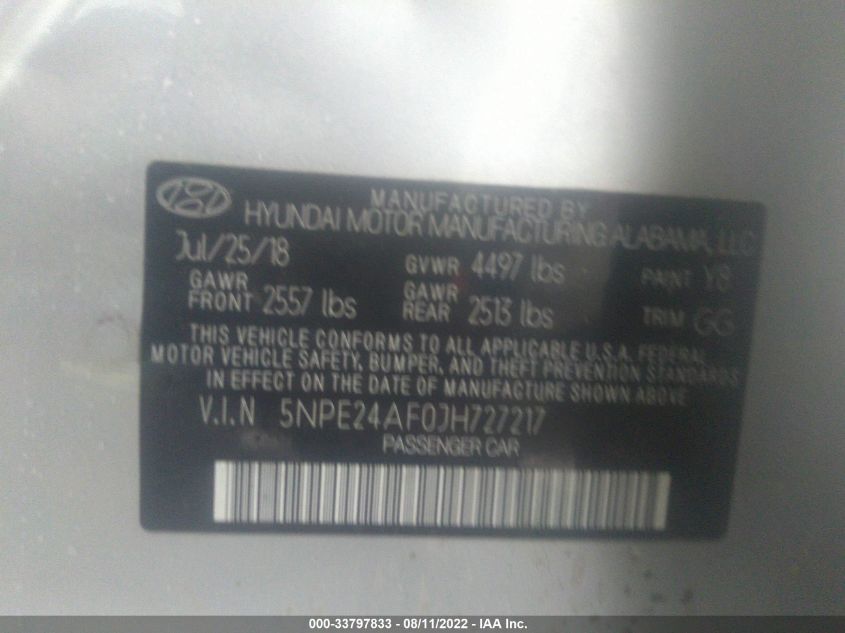 MANUFACTURED BY
HYUNDAI MOTOR MANUFACTURING ALABAMA, LLC
Jul/25/18 GVWR 4497 lbs PAINT Y8
GAWR FRONT 2557 lbs GAWR REAR 2513 lbs TRIM GG
THIS VEHICLE CONFORMS TO ALL APPLICABLE U.S.A. FEDERAL
MOTOR VEHICLE SAFETY, BUMPER, AND THEFT PREVENTION STANDARDS
IN EFFECT ON THE DATE OF MANUFACTURE SHOWN ABOVE
V.I.N 5NPE24AF0JH727217
PASSENGER CAR
000-33797833 - 08/11/2022 - IAA Inc.